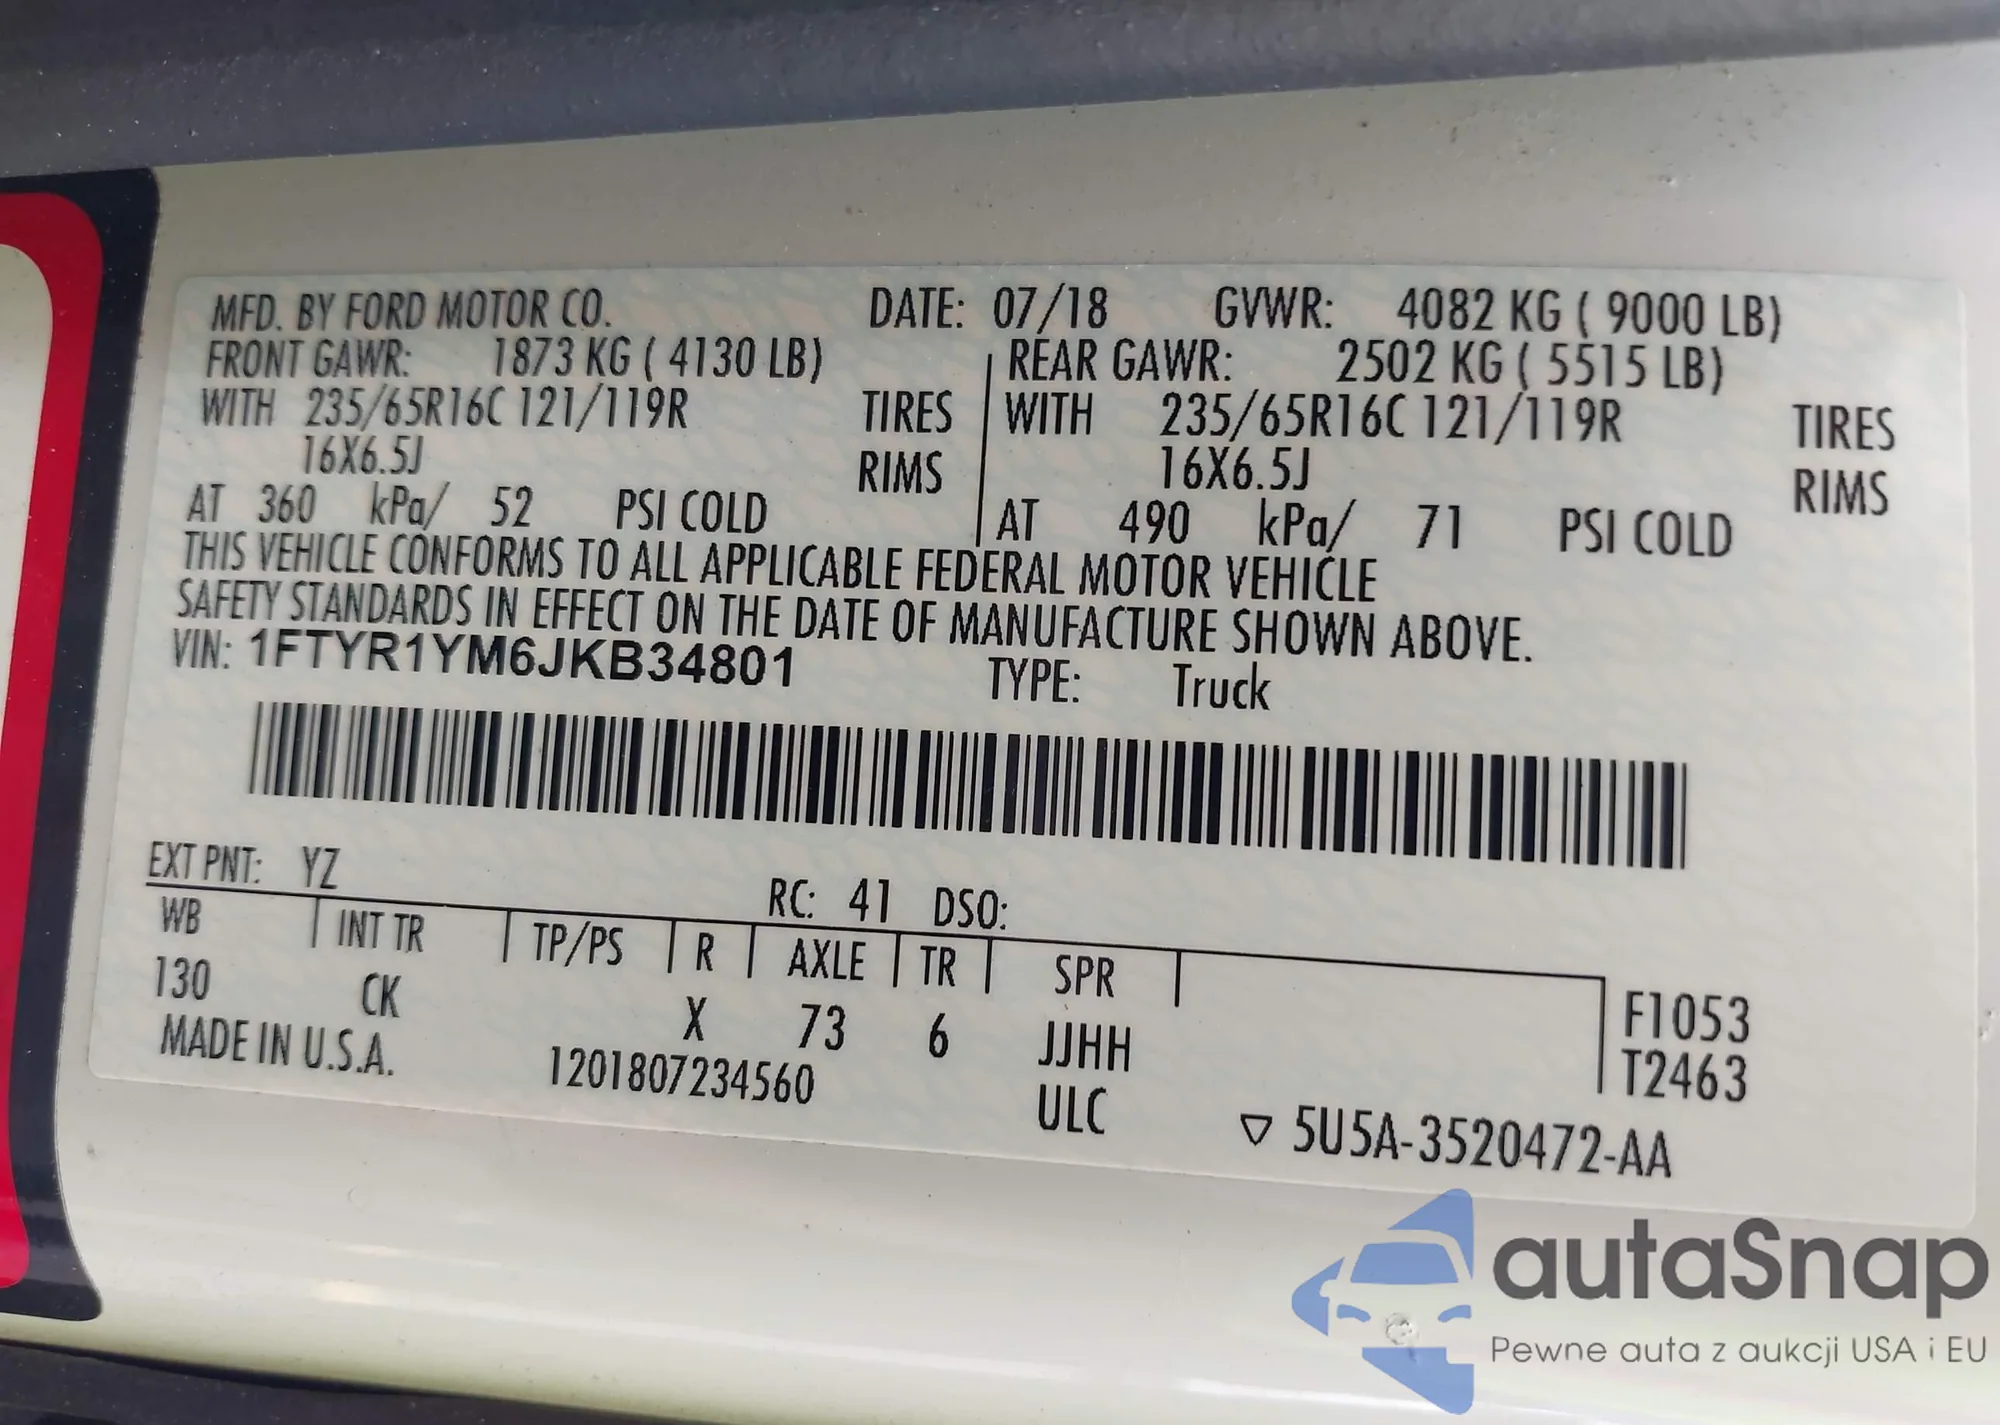 MFD. BY FORD MOTOR CO. DATE: 07/18 GVWR: 4082 KG ( 9000 LB)
FRONT GAWR: 1873 KG ( 4130 LB) REAR GAWR: 2502 KG ( 5515 LB)
WITH 235/65R16C 121/119R TIRES WITH 235/65R16C 121/119R TIRES
16X6.5J RIMS 16X6.5J RIMS
AT 360 kPa/ 52 PSI COLD AT 490 kPa/ 71 PSI COLD
THIS VEHICLE CONFORMS TO ALL APPLICABLE FEDERAL MOTOR VEHICLE
SAFETY STANDARDS IN EFFECT ON THE DATE OF MANUFACTURE SHOWN ABOVE.
VIN: 1FTYR1YM6JKB34801 TYPE: Truck
EXT PNT: YZ RC: 41 DSO:
WB INT TR TP/PS R AXLE TR SPR
130 CK X 73 6 JJHH F1053
MADE IN U.S.A. 1201807234560 ULC T2463
▽ 5U5A-3520472-AA
autaSnap
Pewne auta z aukcji USA i EU